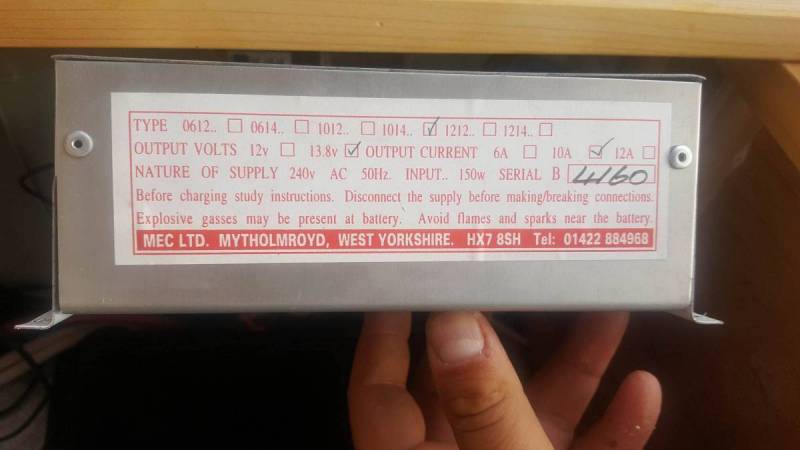 TYPE 0612.. ☐ 0614.. ☐ 1012.. ☐ 1014.. ☑ 1212.. ☐ 1214.. ☐
OUTPUT VOLTS 12v ☐ 13.8v ☑ OUTPUT CURRENT 6A ☐ 10A ☑ 12A ☐
NATURE OF SUPPLY 240v AC 50Hz. INPUT.. 150w SERIAL B 4160
Before charging study instructions. Disconnect the supply before making/breaking connections.
Explosive gasses may be present at battery. Avoid flames and sparks near the battery.
MEC LTD. MYTHOLMROYD, WEST YORKSHIRE. HX7 8SH Tel: 01422 884968